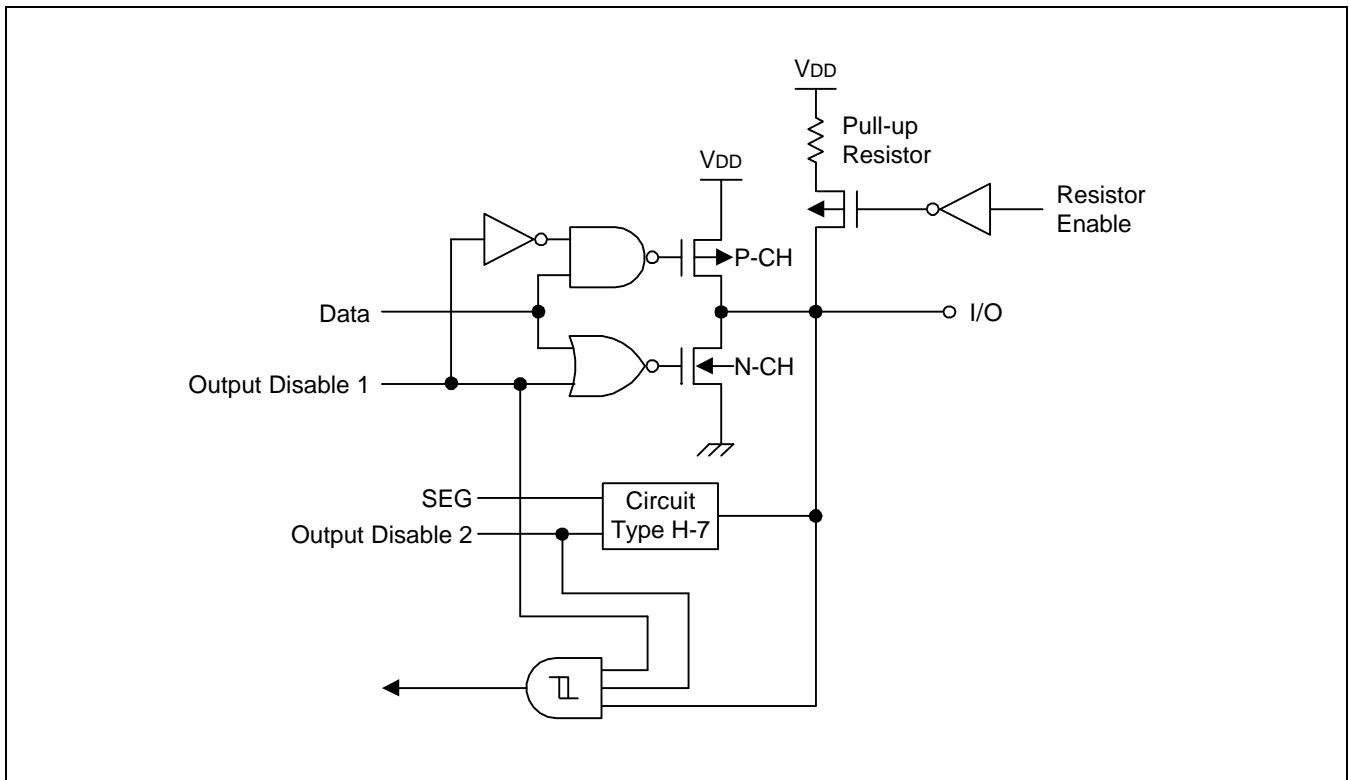 VDD
Pull-up
Resistor
VDD
Resistor
Enable
P-CH
Data
I/O
N-CH
Output Disable 1
SEG
Circuit
Type H-7
Output Disable 2